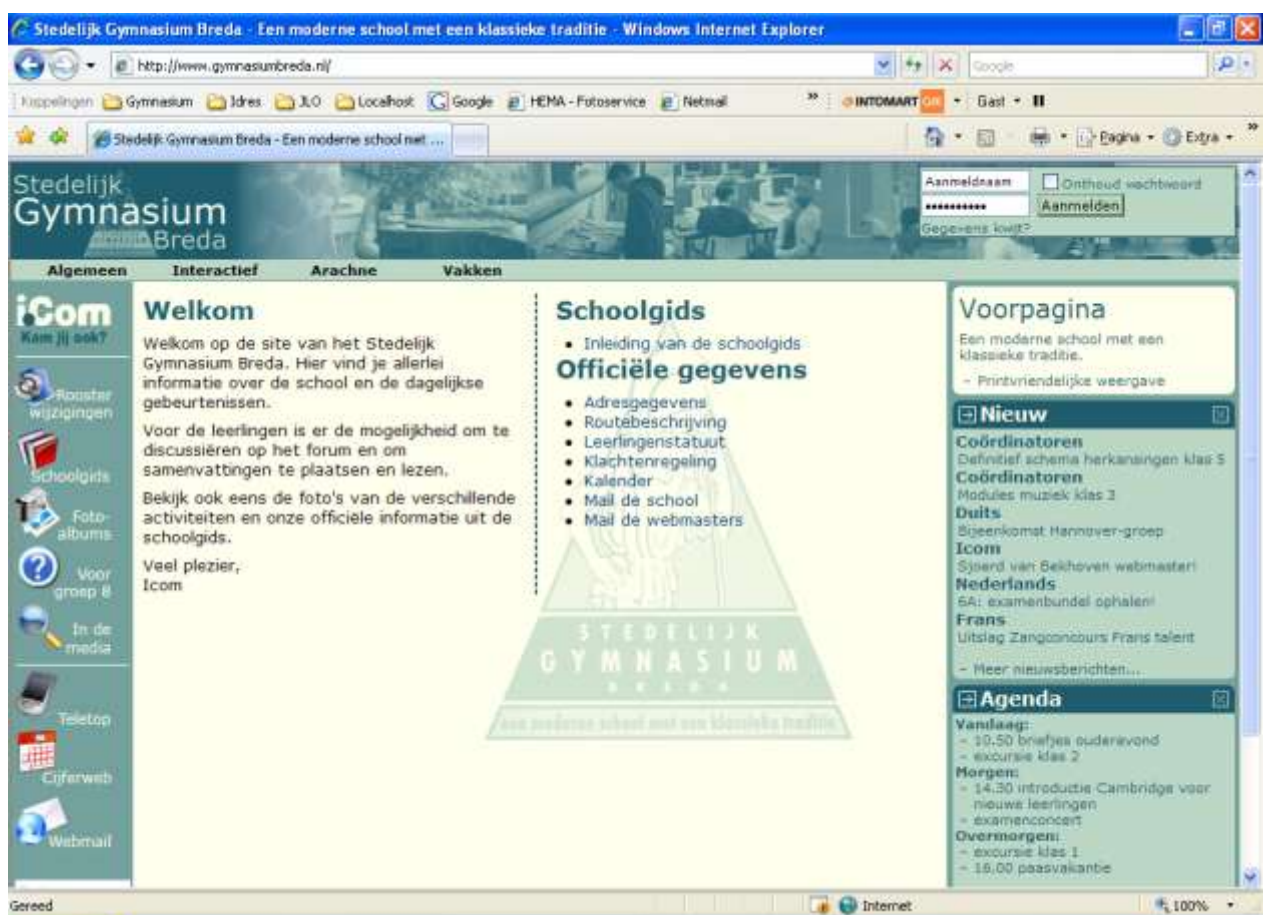 Stedelijk Gymnasium Breda - Een moderne school met een klassieke traditie - Windows Internet Explorer
http://www.gymnasiumbreda.nl/
Google
Koppelingen Gymnasium Idres JLO Localhost Google HEMA - Fotoservice Netmail » INTOMART GfK Gast
Stedelijk Gymnasium Breda - Een moderne school met ...
Pagina Extra »
Stedelijk
Gymnasium
Breda
Aanmeldnaam Onthoud wachtwoord
•••••••••• Aanmelden
Gegevens kwijt?
Algemeen Interactief Arachne Vakken
iCom
Kom jij ook?
Rooster
wijzigingen
Schoolgids
Foto-
albums
Voor
groep 8
In de
media
Teletop
Cijferweb
Webmail
Welkom
Welkom op de site van het Stedelijk
Gymnasium Breda. Hier vind je allerlei
informatie over de school en de dagelijkse
gebeurtenissen.
Voor de leerlingen is er de mogelijkheid om te
discussiëren op het forum en om
samenvattingen te plaatsen en lezen.
Bekijk ook eens de foto's van de verschillende
activiteiten en onze officiële informatie uit de
schoolgids.
Veel plezier,
Icom
Schoolgids
• Inleiding van de schoolgids
Officiële gegevens
• Adresgegevens
• Routebeschrijving
• Leerlingenstatuut
• Klachtenregeling
• Kalender
• Mail de school
• Mail de webmasters
STEDELIJK
GYMNASIUM
BREDA
een moderne school met een klassieke traditie
Voorpagina
Een moderne school met een
klassieke traditie.
- Printvriendelijke weergave
Nieuw
Coördinatoren
Definitief schema herkansingen klas 5
Coördinatoren
Modules muziek klas 3
Duits
Bijeenkomst Hannover-groep
Icom
Sjoerd van Bekhoven webmaster!
Nederlands
6A: examenbundel ophalen!
Frans
Uitslag Zangconcours Frans talent
- Meer nieuwsberichten...
Agenda
Vandaag:
- 10.50 briefjes ouderavond
- excursie klas 2
Morgen:
- 14.30 introductie Cambridge voor
nieuwe leerlingen
- examenconcert
Overmorgen:
- excursie klas 1
- 16.00 paasvakantie
Gereed
Internet
100%